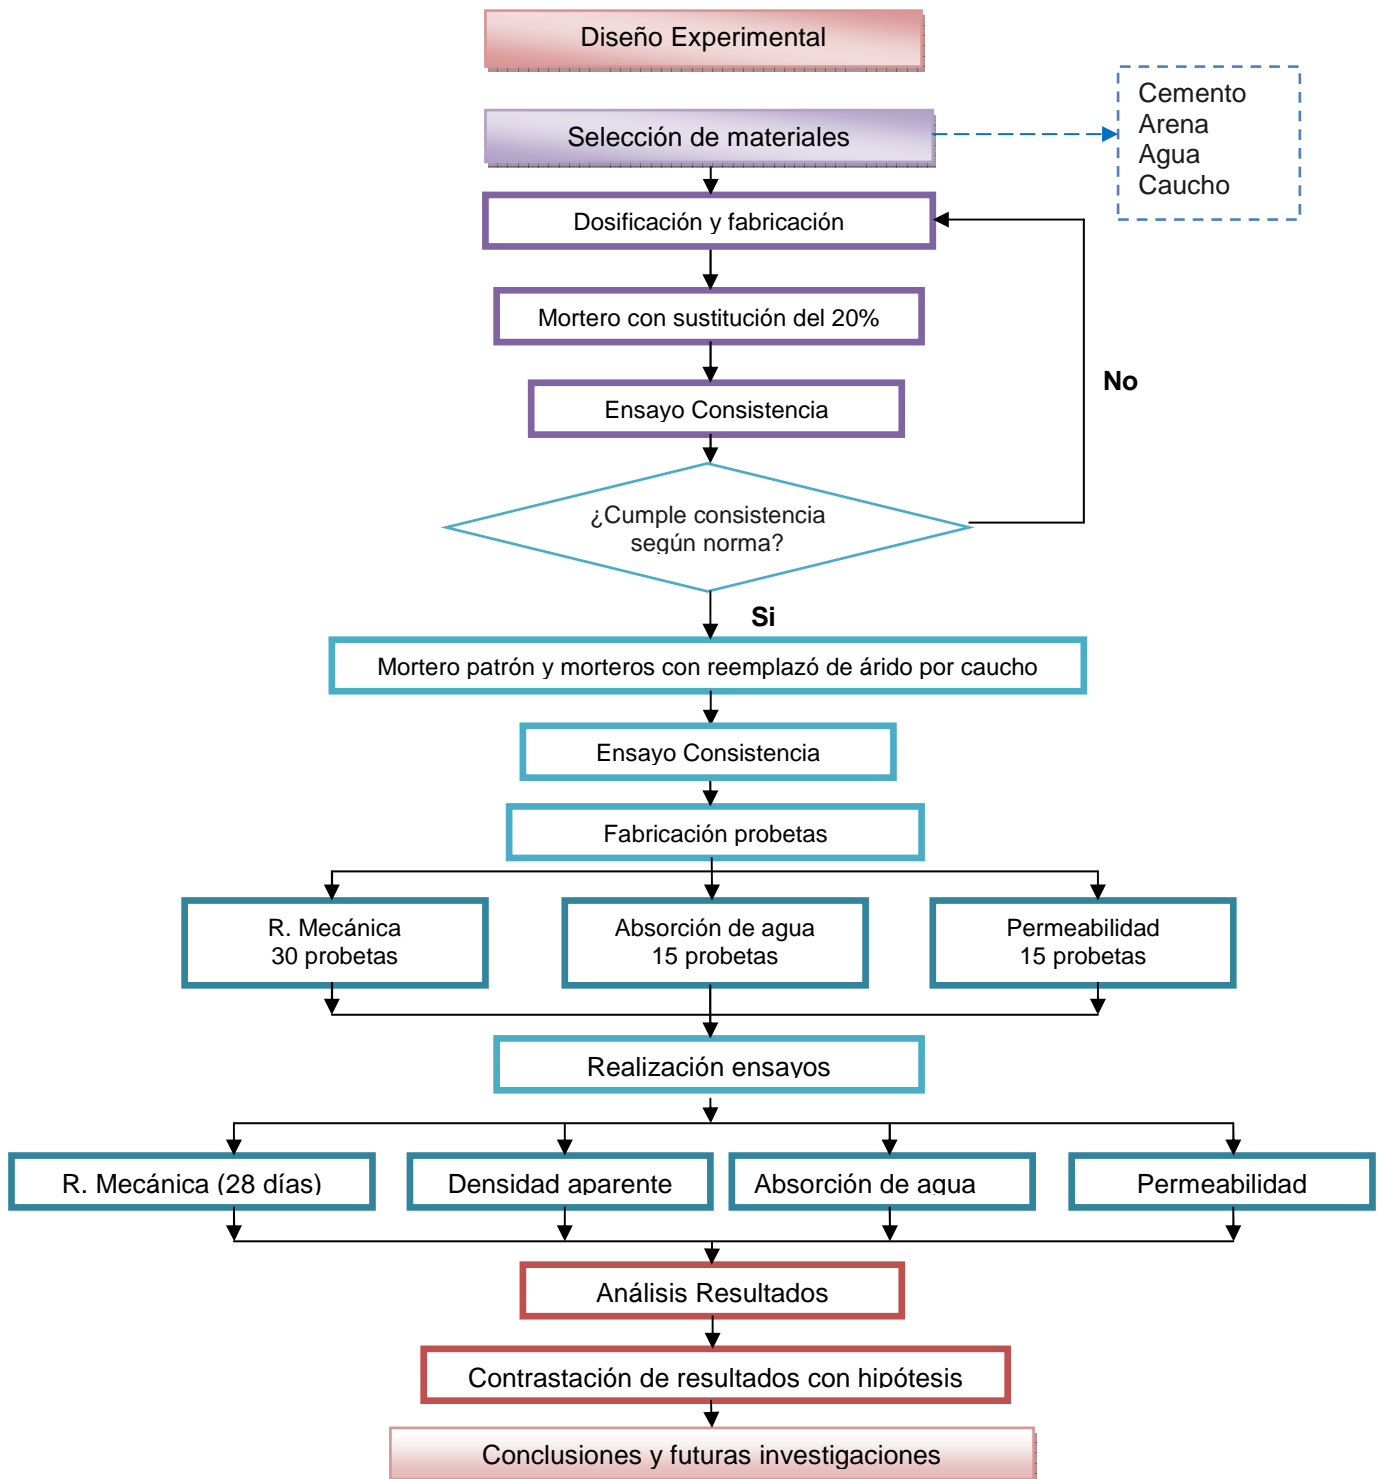 Diseño Experimental
Selección de materiales
Cemento
Arena
Agua
Caucho
Dosificación y fabricación
Mortero con sustitución del 20%
Ensayo Consistencia
¿Cumple consistencia
según norma?
No
Si
Mortero patrón y morteros con reemplazó de árido por caucho
Ensayo Consistencia
Fabricación probetas
R. Mecánica
30 probetas
Absorción de agua
15 probetas
Permeabilidad
15 probetas
Realización ensayos
R. Mecánica (28 días)
Densidad aparente
Absorción de agua
Permeabilidad
Análisis Resultados
Contrastación de resultados con hipótesis
Conclusiones y futuras investigaciones